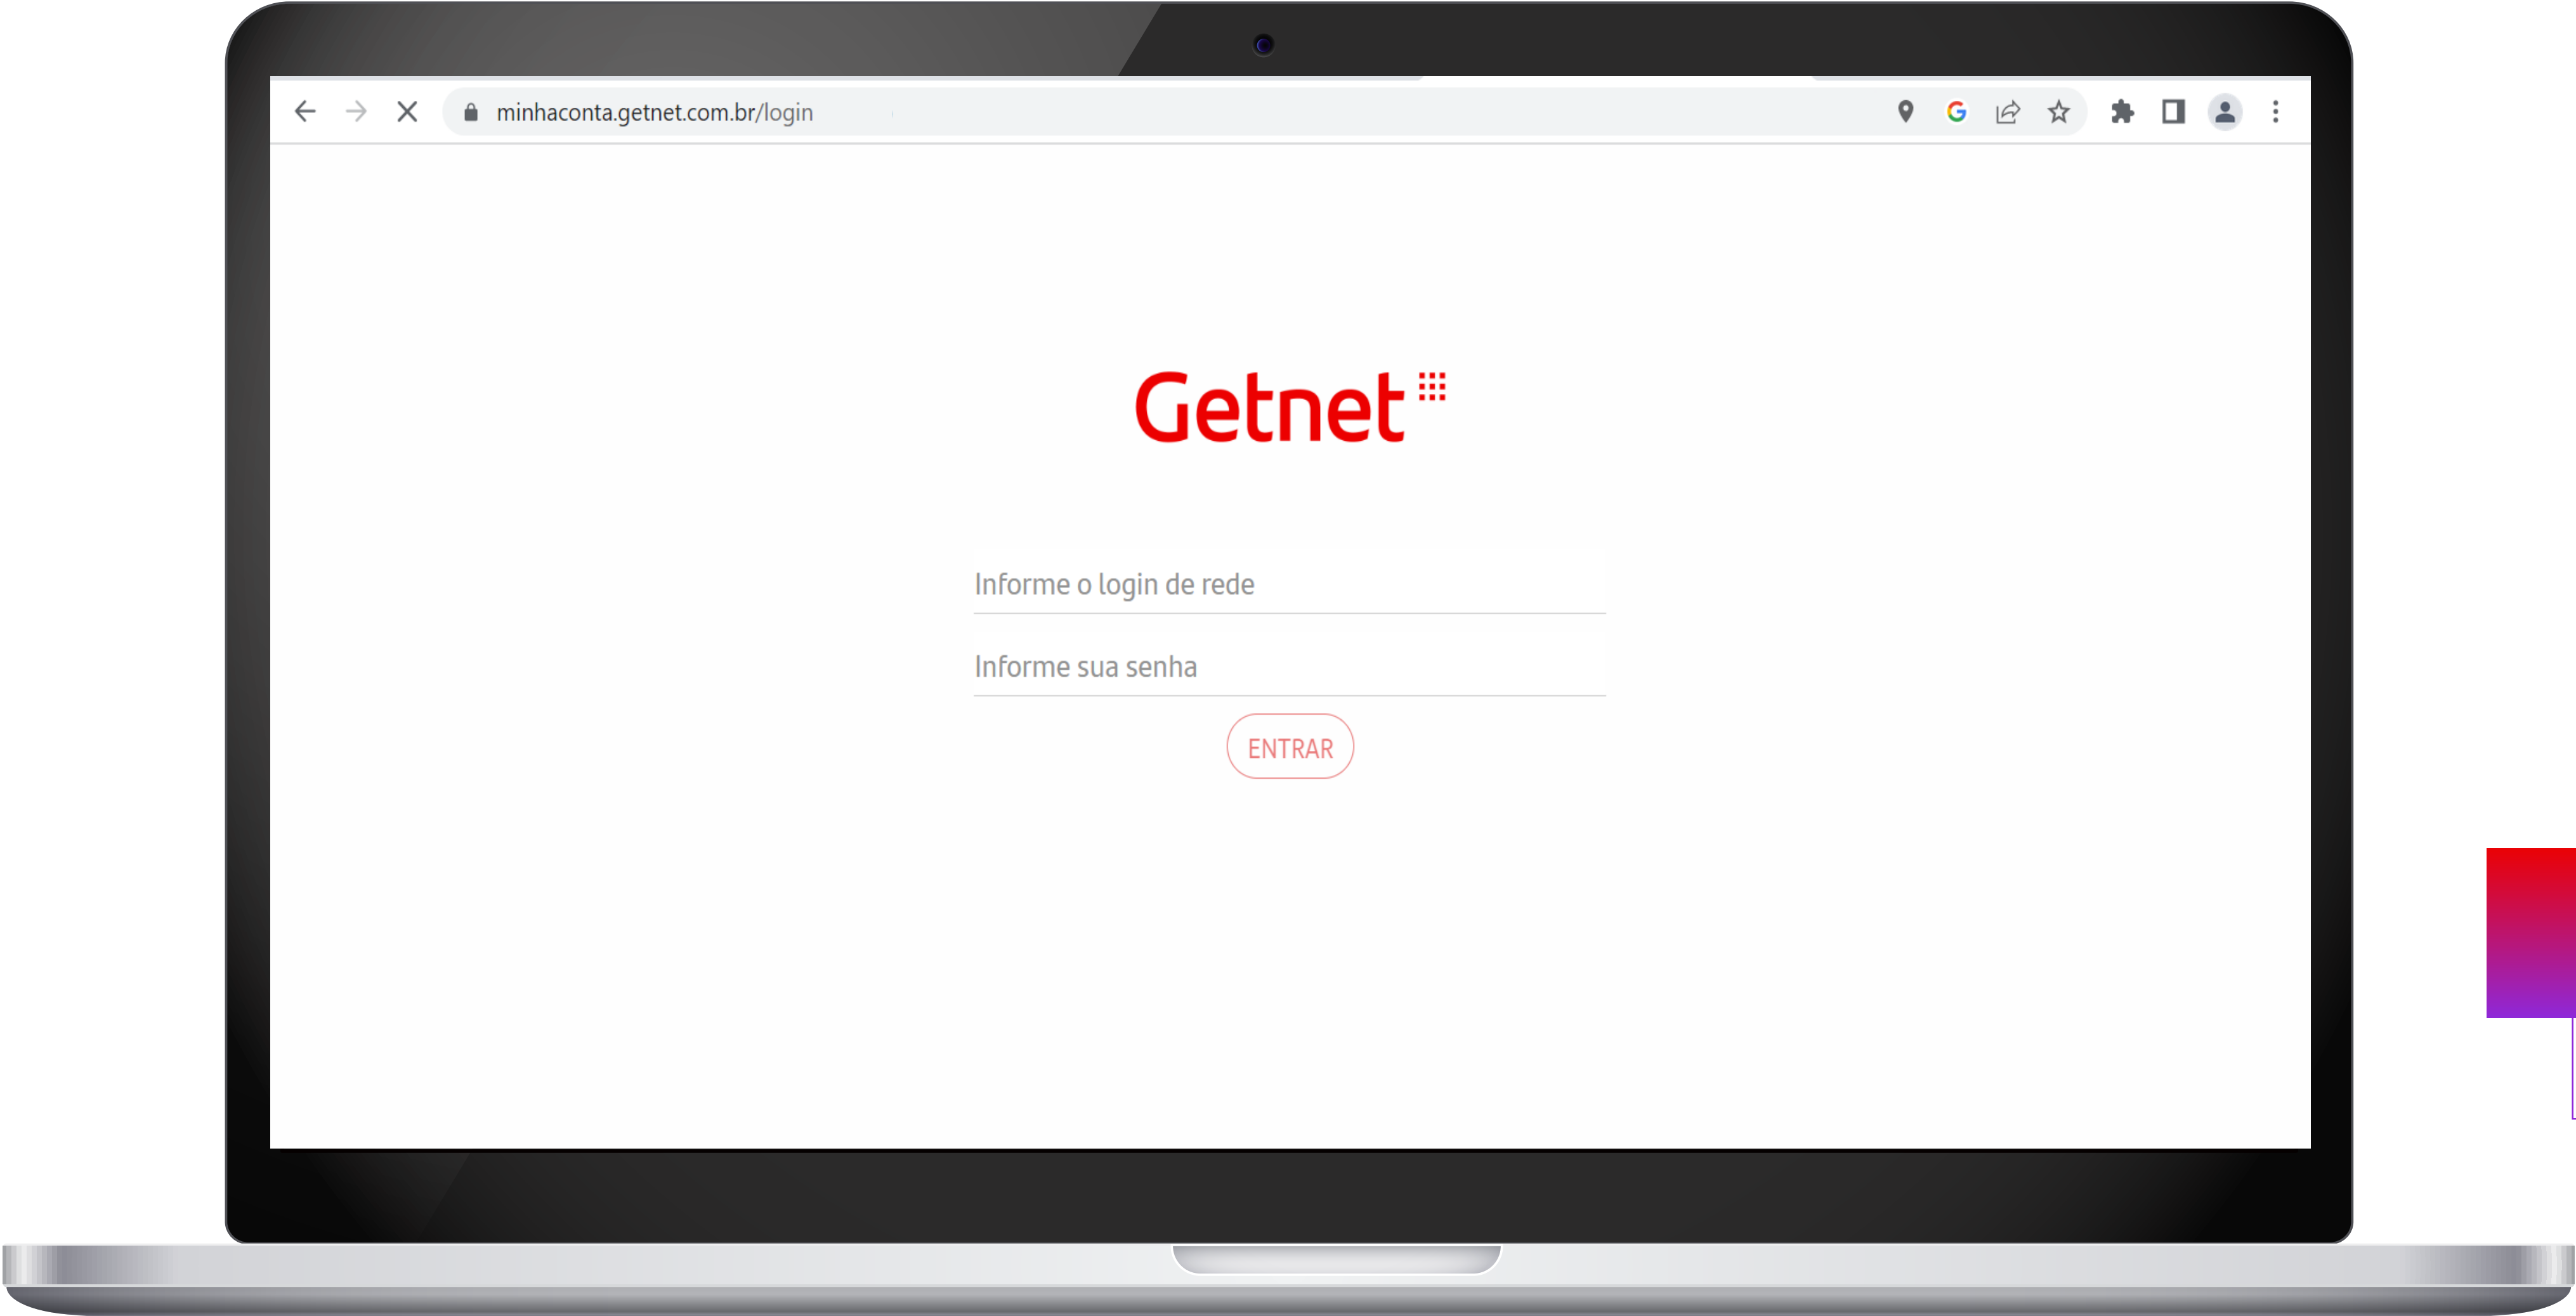 minhaconta.getnet.com.br/login
Getnet
Informe o login de rede
Informe sua senha
ENTRAR